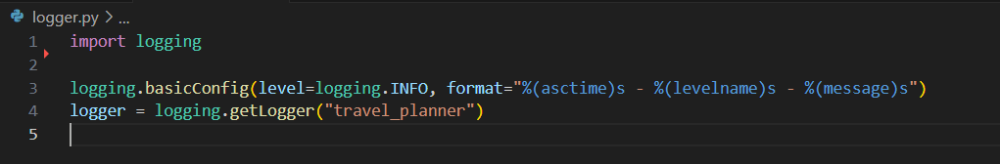 logger.py > ...
1 import logging
2
3 logging.basicConfig(level=logging.INFO, format="%(asctime)s - %(levelname)s - %(message)s")
4 logger = logging.getLogger("travel_planner")
5